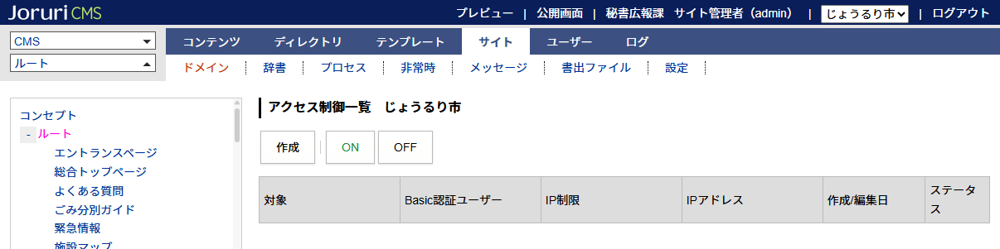 Joruri CMS
プレビュー | 公開画面 | 秘書広報課 サイト管理者（admin） | じょうるり市 | ログアウト
CMS
ルート
コンテンツ ディレクトリ テンプレート サイト ユーザー ログ
ドメイン 辞書 プロセス 非常時 メッセージ 書出ファイル 設定
コンセプト
- ルート
エントランスページ
総合トップページ
よくある質問
ごみ分別ガイド
緊急情報
施設マップ
アクセス制御一覧 じょうるり市
作成 ON OFF
対象 Basic認証ユーザー IP制限 IPアドレス 作成/編集日 ステータ
ス